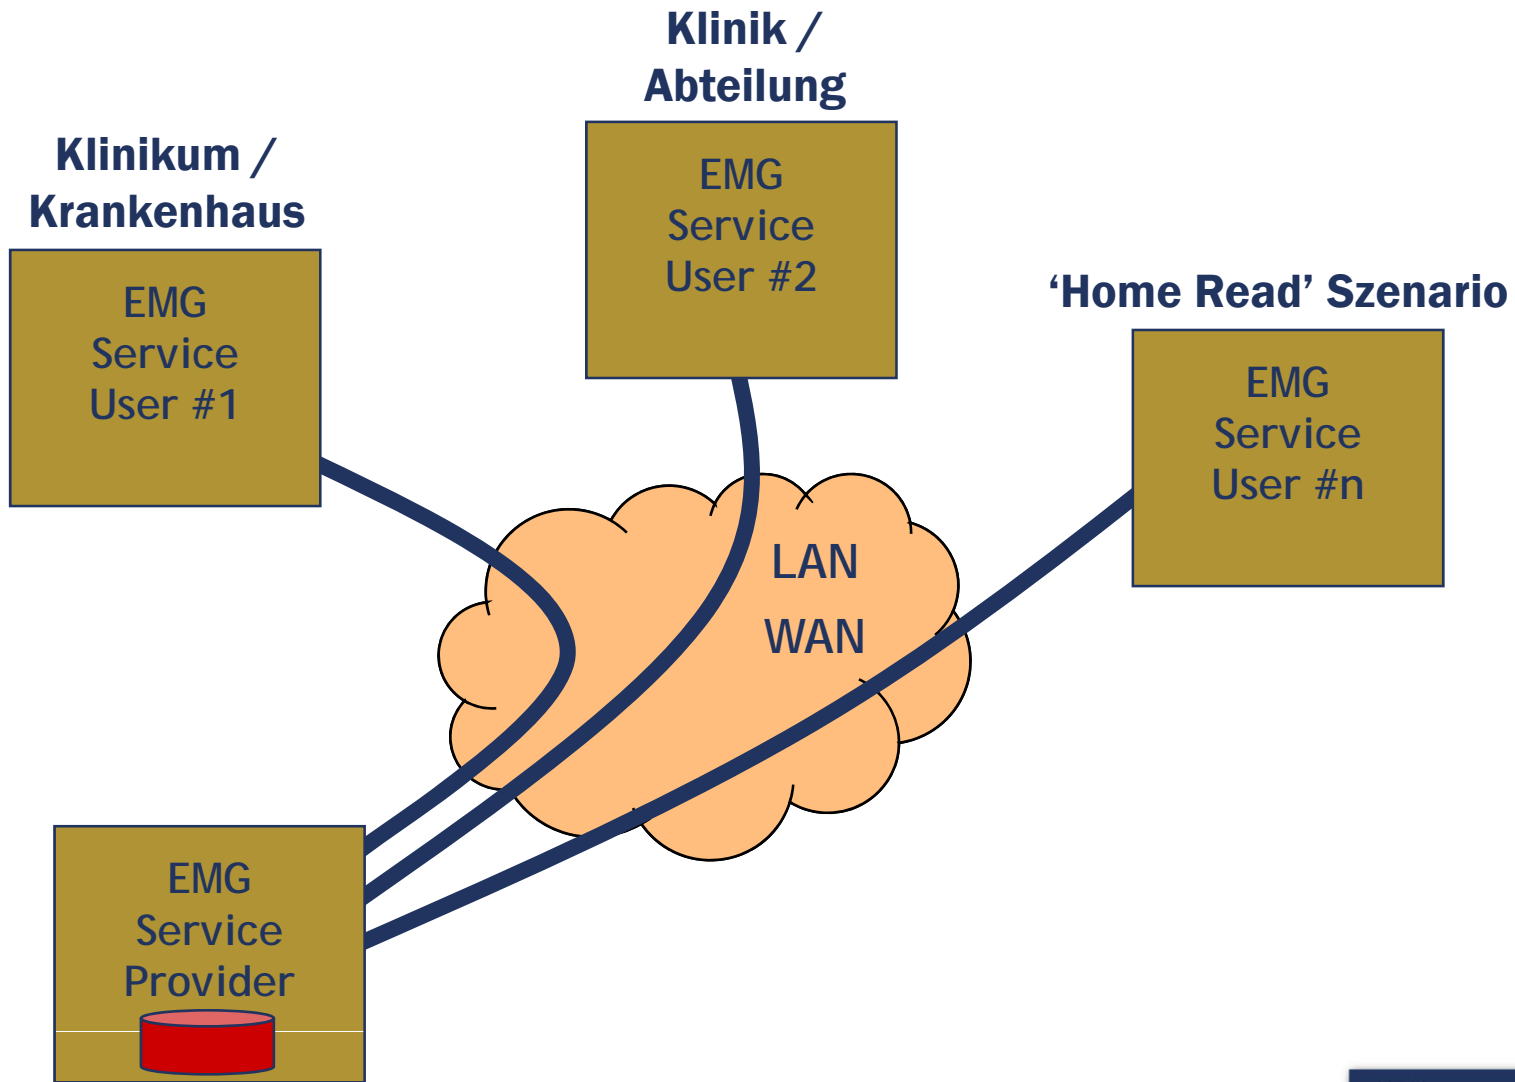 Klinik /
Abteilung
Klinikum /
Krankenhaus
EMG
Service
User #1
EMG
Service
User #2
‘Home Read’ Szenario
EMG
Service
User #n
LAN
WAN
EMG
Service
Provider